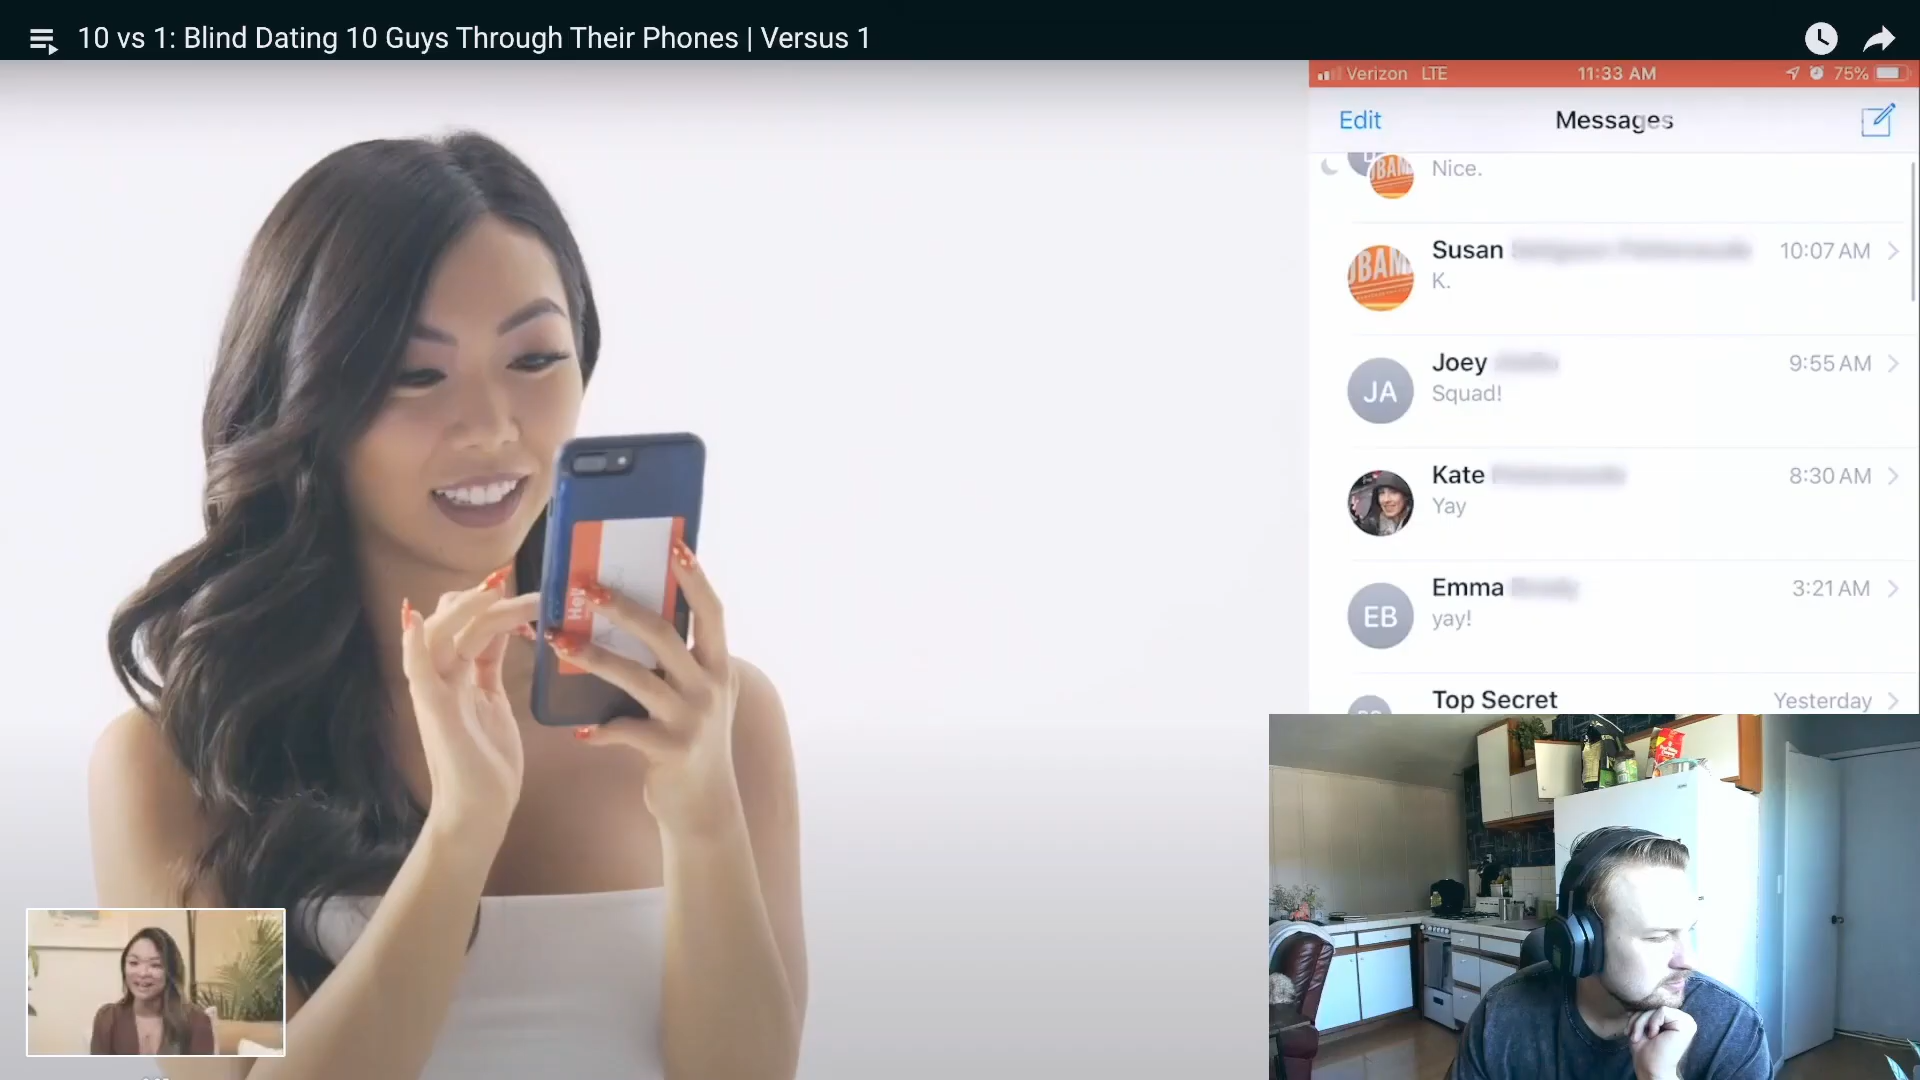 10 vs 1: Blind Dating 10 Guys Through Their Phones | Versus 1
Verizon LTE 11:33 AM 75%
Edit Messages
Nice.
Susan 10:07 AM
K.
JA Joey 9:55 AM
Squad!
Kate 8:30 AM
Yay
EB Emma 3:21 AM
yay!
Top Secret Yesterday
Hey